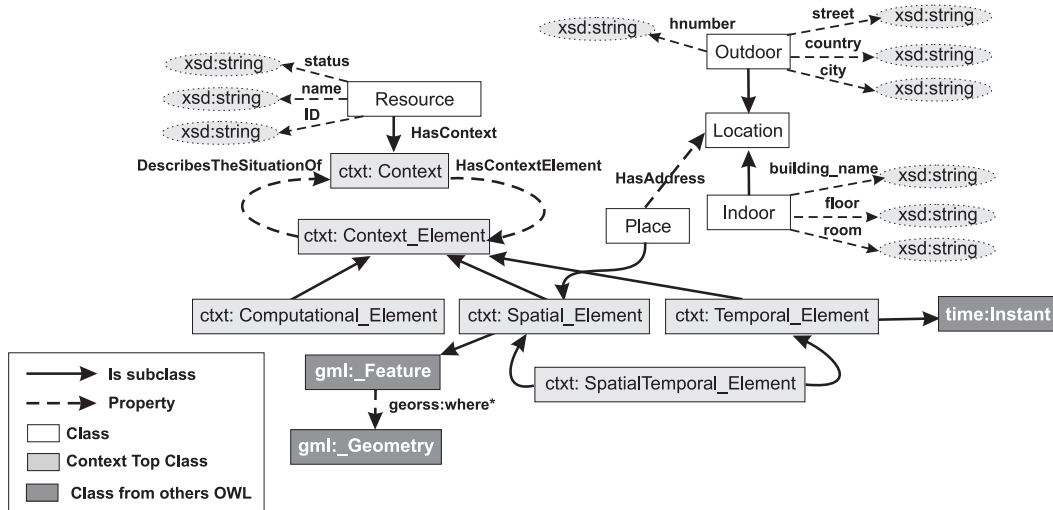 street
hnumber
xsd:string
xsd:string
Outdoor
country
xsd:string
city
xsd:string
status
xsd:string
name
xsd:string
Resource
ID
xsd:string
HasContext
Location
DescribesTheSituationOf
ctxt: Context
HasContextElement
HasAddress
building_name
xsd:string
floor
xsd:string
room
xsd:string
Place
Indoor
ctxt: Context_Element
ctxt: Computational_Element
ctxt: Spatial_Element
ctxt: Temporal_Element
time:Instant
gml:_Feature
ctxt: SpatialTemporal_Element
georss:where*
gml:_Geometry
Is subclass
Property
Class
Context Top Class
Class from others OWL